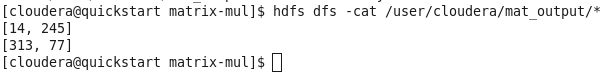 [cloudera@quickstart matrix-mul]$ hdfs dfs -cat /user/cloudera/mat_output/*
[14, 245]
[313, 77]
[cloudera@quickstart matrix-mul]$